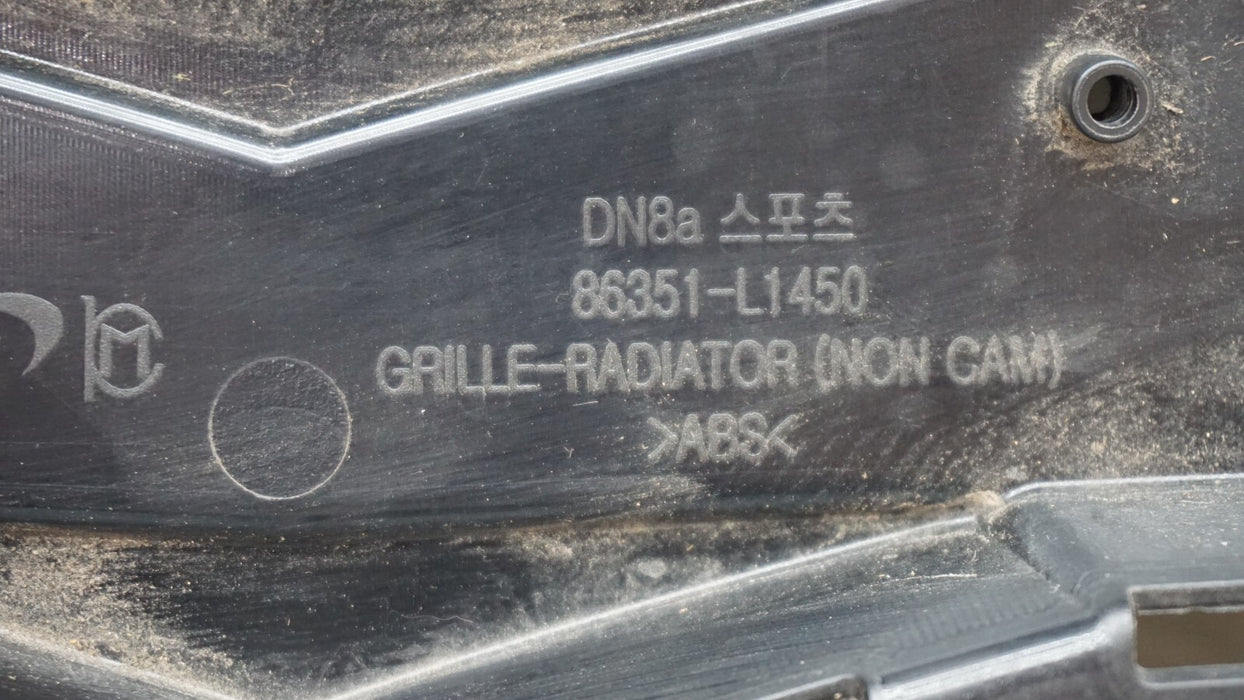 DN8a 스포츠
86351-L1450
GRILLE-RADIATOR (NON CAM)
>ABS<